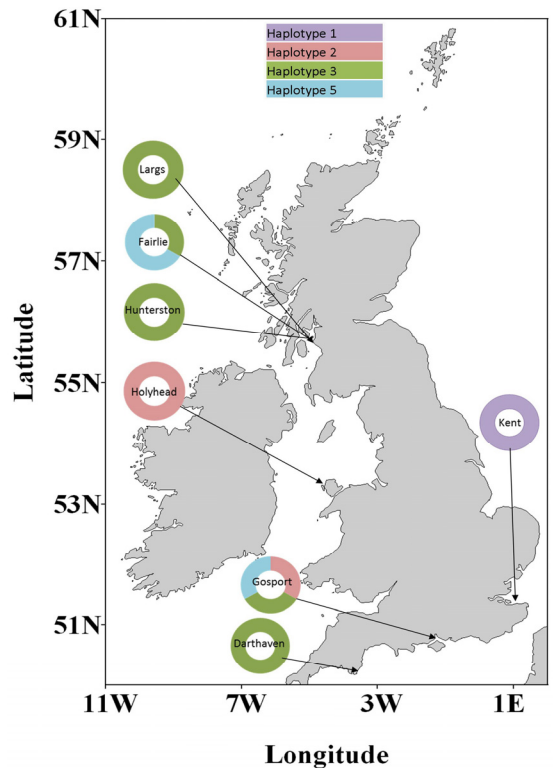 61N
Haplotype 1
Haplotype 2
Haplotype 3
Haplotype 5
59N
Largs
Fairlie
57N
Hunterston
55N
Holyhead
Kent
53N
Gosport
51N
Darthaven
11W
7W
3W
1E
Latitude
Longitude